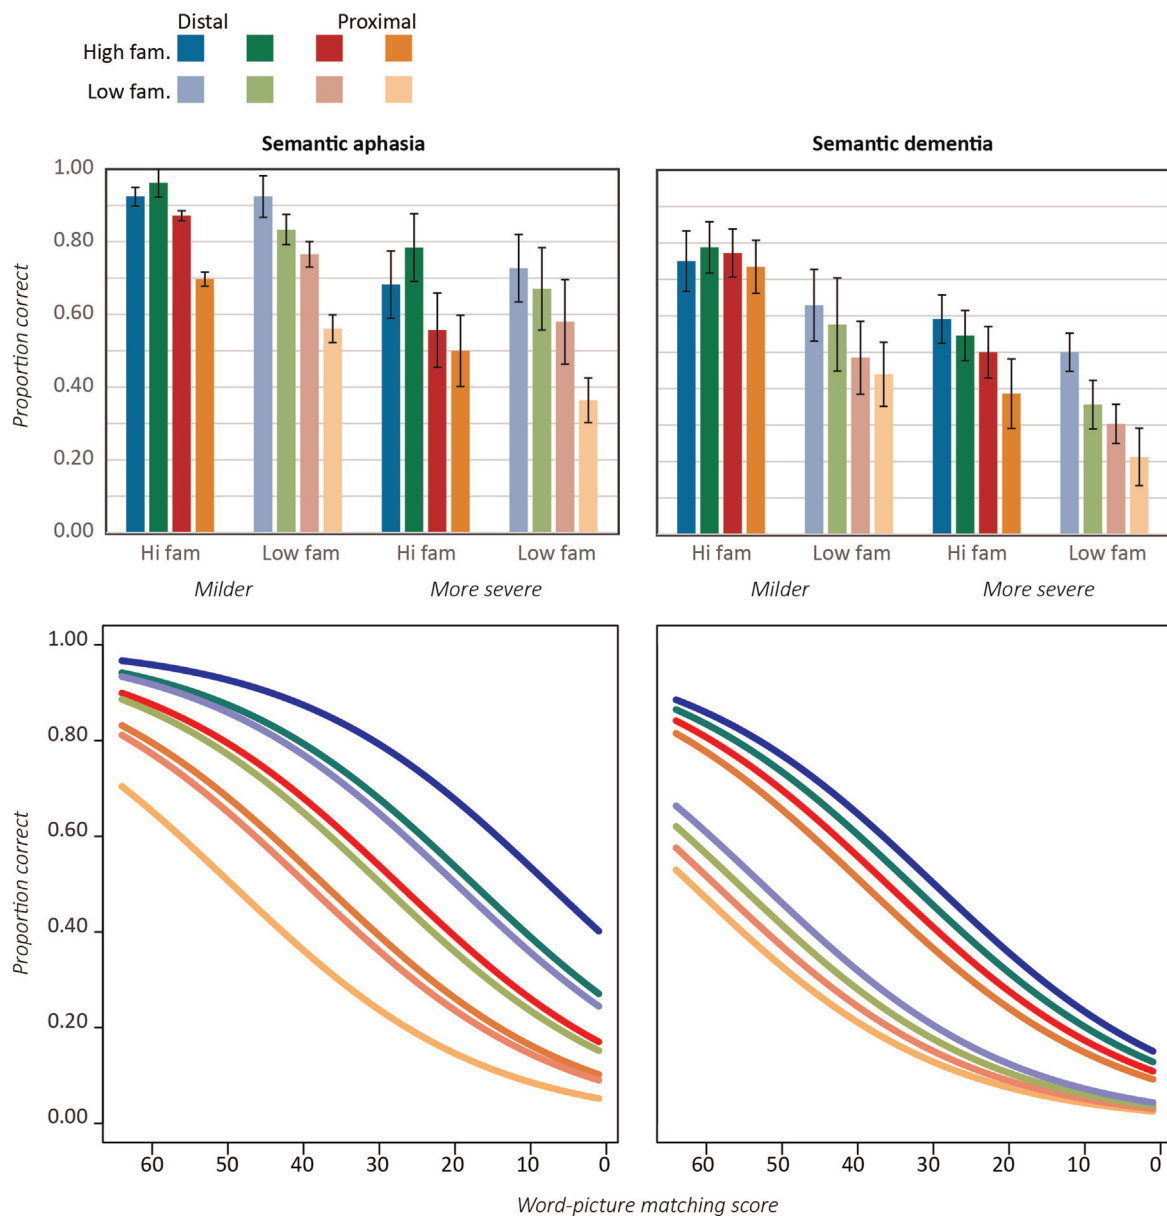 Distal Proximal
High fam.
Low fam.
Semantic aphasia Semantic dementia
1.00
0.80
0.60
0.40
0.20
0.00
Proportion correct
Hi fam Low fam Hi fam Low fam Hi fam Low fam Hi fam Low fam
Milder More severe Milder More severe
1.00
0.80
0.60
0.40
0.20
0.00
Proportion correct
60 50 40 30 20 10 0 60 50 40 30 20 10 0
Word-picture matching score